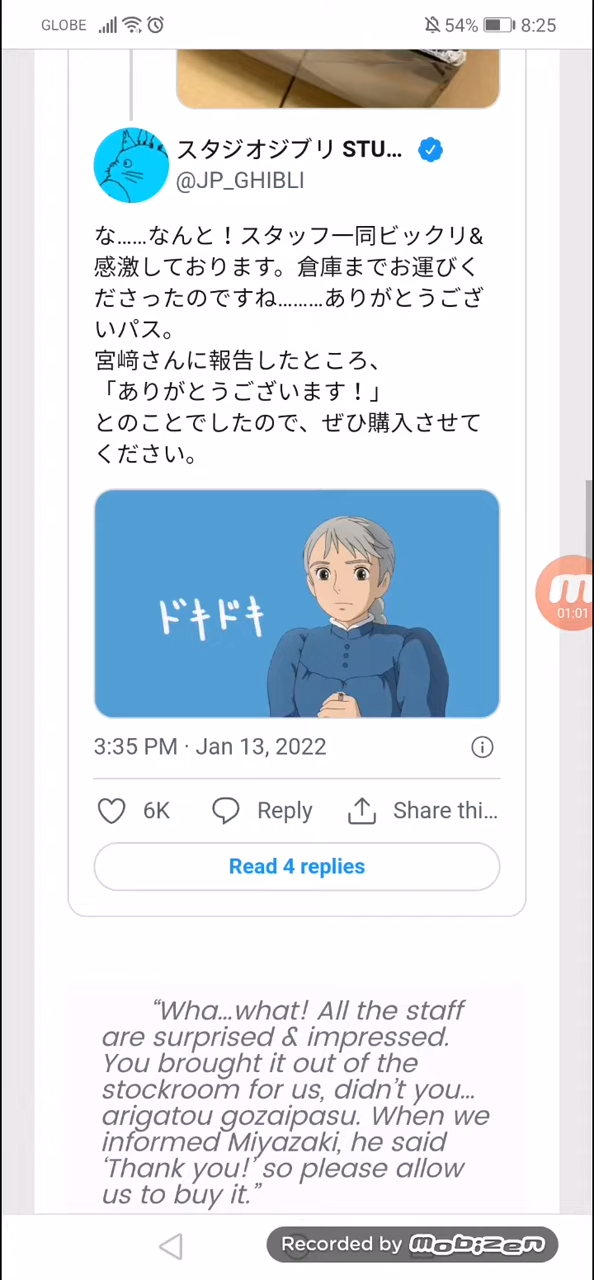 GLOBE 54% 8:25
スタジオジブリ STU...
@JP_GHIBLI
な……なんと！スタッフ一同ビックリ&
感激しております。倉庫までお運びく
ださったのですね………ありがとうござ
いパス。
宮﨑さんに報告したところ、
「ありがとうございます！」
とのことでしたので、ぜひ購入させて
ください。
ドキドキ
01:01
3:35 PM · Jan 13, 2022
6K Reply Share thi...
Read 4 replies
“Wha...what! All the staff
are surprised & impressed.
You brought it out of the
stockroom for us, didn’t you...
arigatou gozaipasu. When we
informed Miyazaki, he said
‘Thank you!’ so please allow
us to buy it.”
Recorded by mobizen